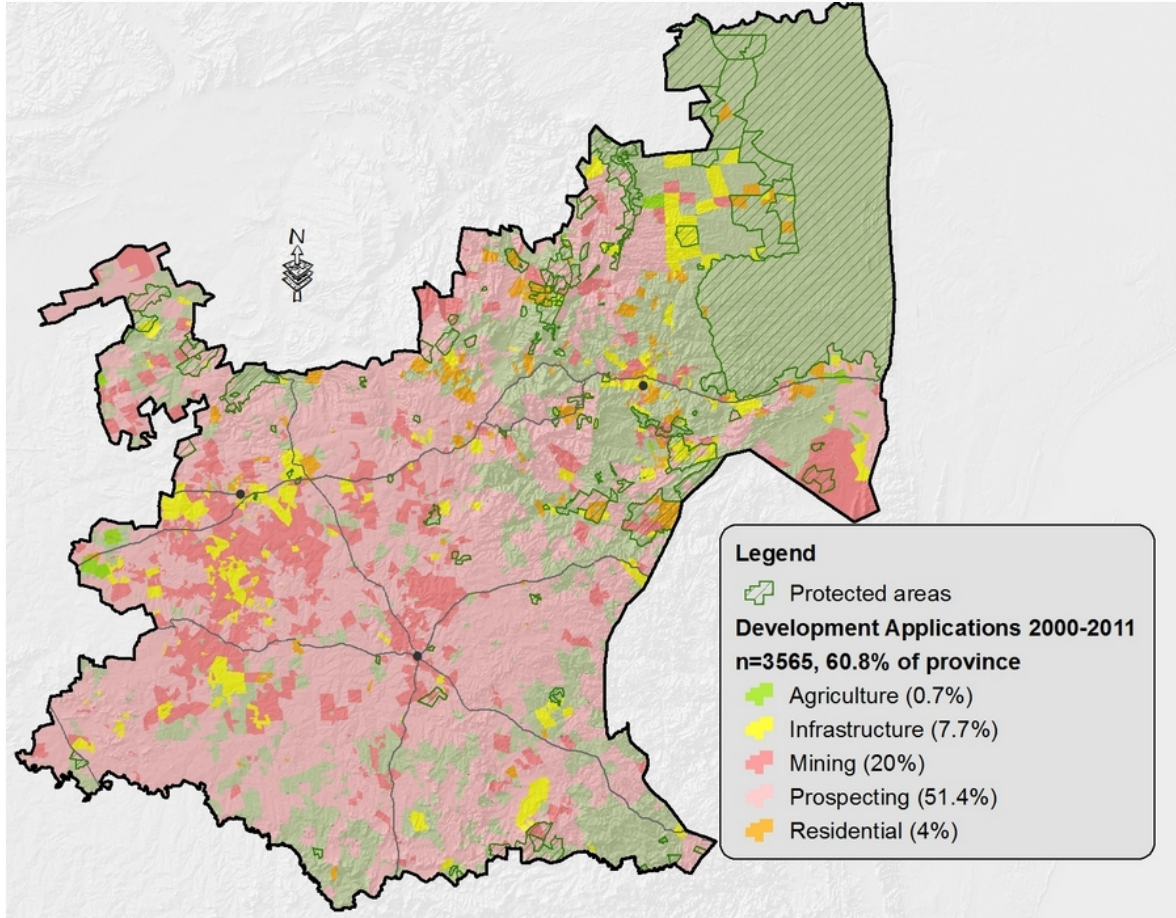 N
Legend
Protected areas
Development Applications 2000-2011
n=3565, 60.8% of province
Agriculture (0.7%)
Infrastructure (7.7%)
Mining (20%)
Prospecting (51.4%)
Residential (4%)